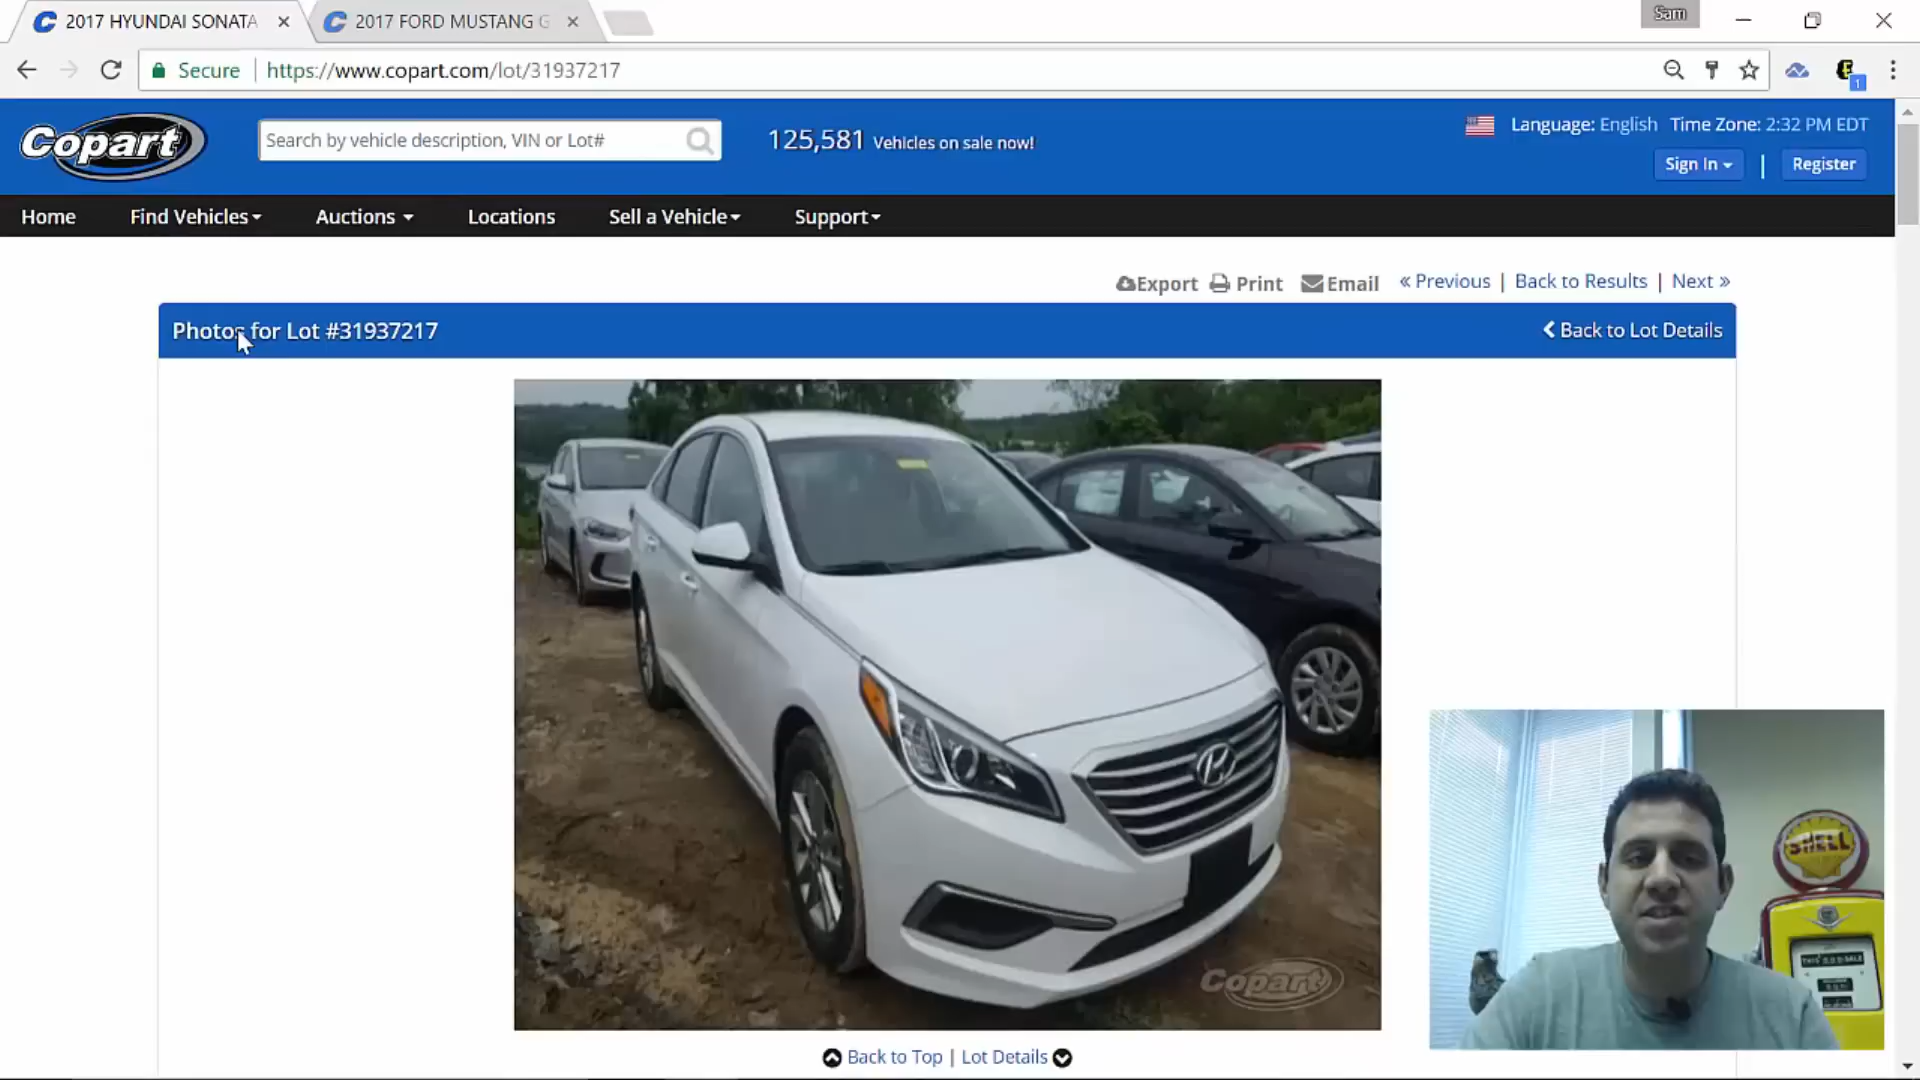 2017 HYUNDAI SONATA
2017 FORD MUSTANG G
Sam
Secure
https://www.copart.com/lot/31937217
1
Copart
Search by vehicle description, VIN or Lot#
125,581 Vehicles on sale now!
Language: English Time Zone: 2:32 PM EDT
Sign In | Register
Home Find Vehicles Auctions Locations Sell a Vehicle Support
Export Print Email « Previous | Back to Results | Next »
Photos for Lot #31937217
Back to Lot Details
Copart
SHELL
Back to Top | Lot Details